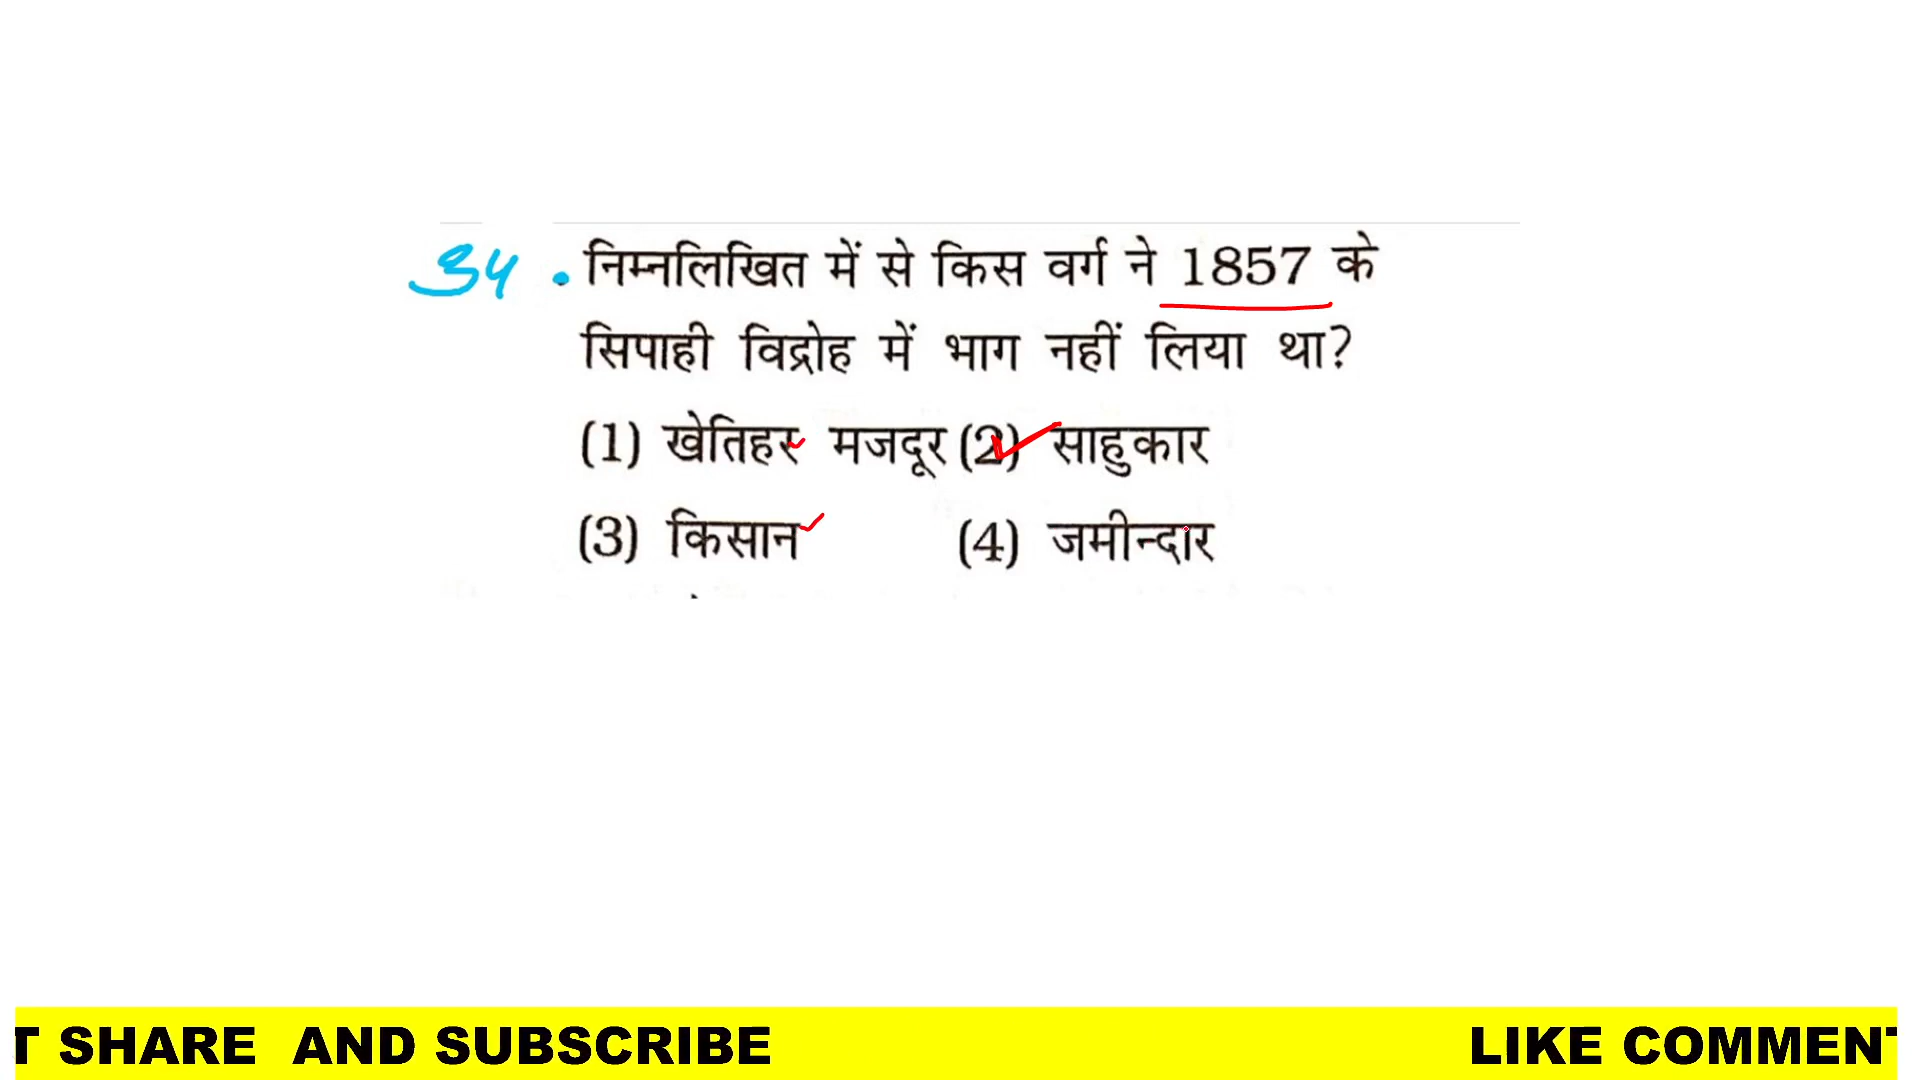 34 . निम्नलिखित में से किस वर्ग ने 1857 के
सिपाही विद्रोह में भाग नहीं लिया था?
(1) खेतिहर मजदूर (2) साहुकार
(3) किसान (4) जमीन्दार
T SHARE AND SUBSCRIBE LIKE COMMENT